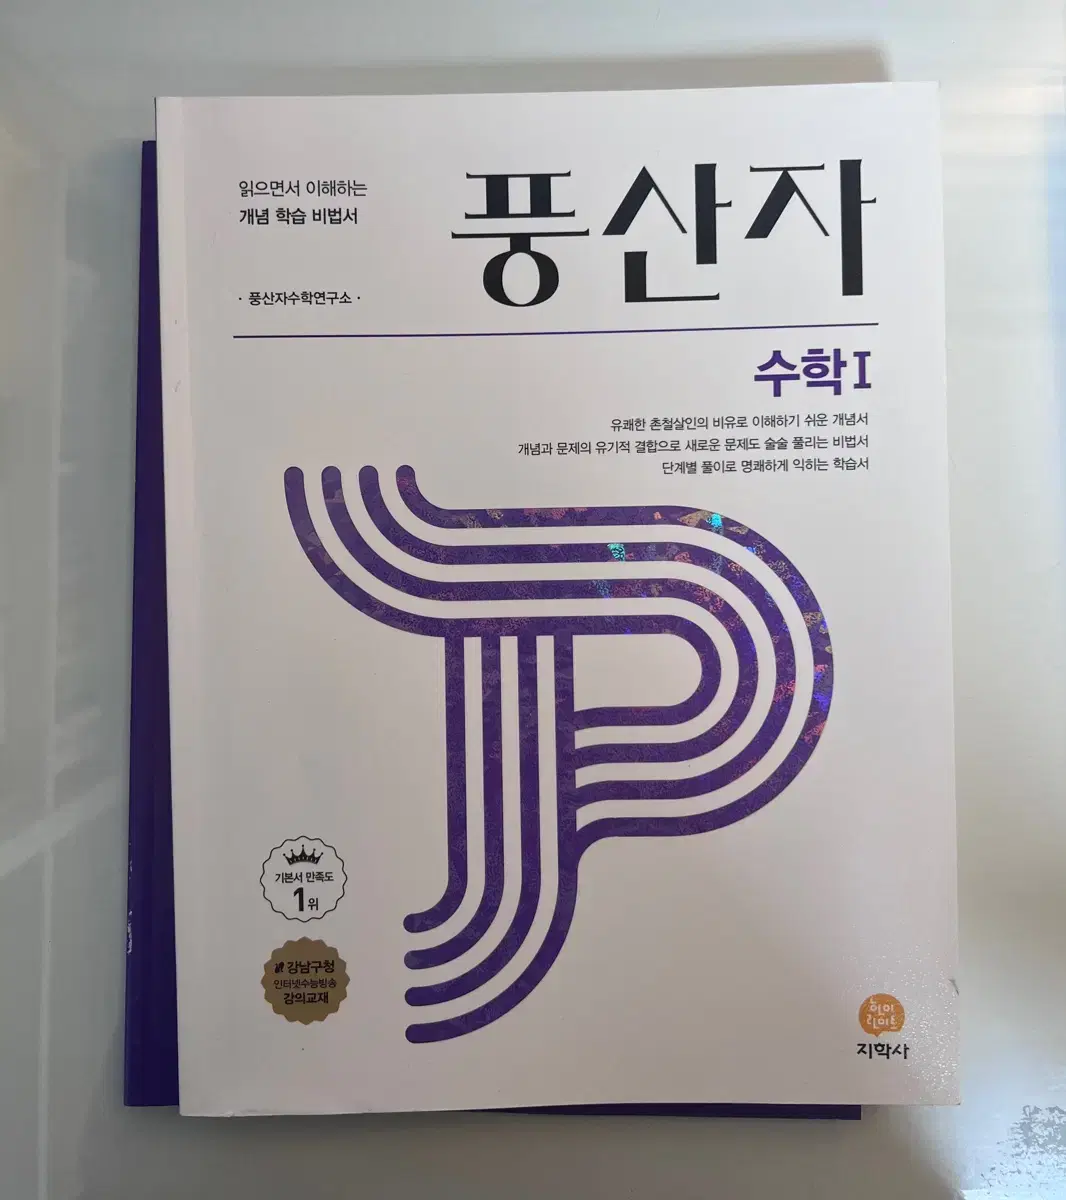 읽으면서 이해하는
개념 학습 비법서
· 풍산자수학연구소 ·
풍산자
수학 I
유쾌한 촌철살인의 비유로 이해하기 쉬운 개념서
개념과 문제의 유기적 결합으로 새로운 문제도 술술 풀리는 비법서
단계별 풀이로 명쾌하게 익히는 학습서
기본서 만족도
1위
강남구청
인터넷수능방송
강의교재
지학사